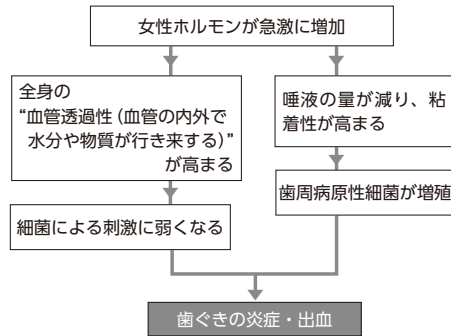 女性ホルモンが急激に増加
全身の
“血管透過性（血管の内外で
水分や物質が行き来する）”
が高まる
唾液の量が減り、粘
着性が高まる
細菌による刺激に弱くなる
歯周病原性細菌が増殖
歯ぐきの炎症・出血